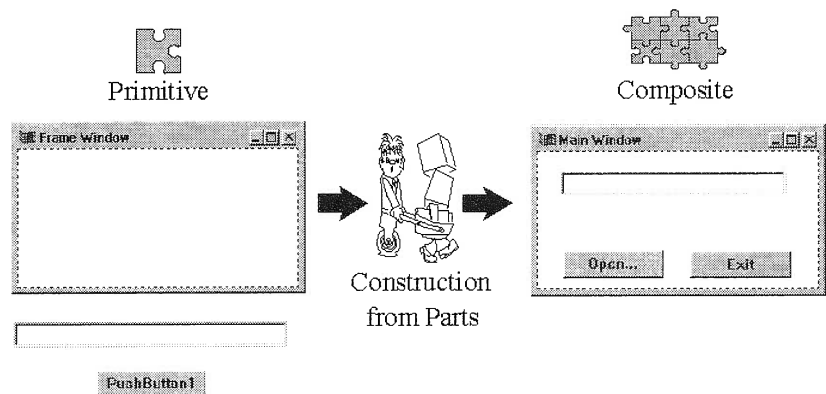 Primitive
Composite
Frame Window
Main Window
Open...
Exit
Construction
from Parts
PushButton1